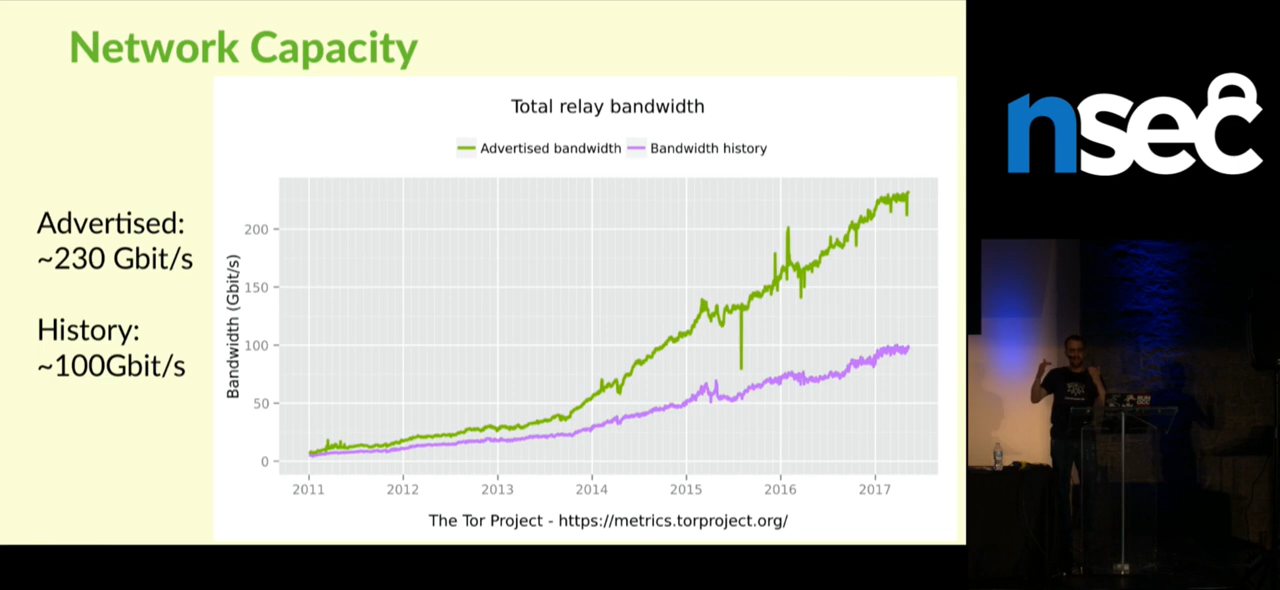 Network Capacity
Advertised:
~230 Gbit/s
History:
~100Gbit/s
Total relay bandwidth
Advertised bandwidth
Bandwidth history
Bandwidth (Gbit/s)
200
150
100
50
0
2011
2012
2013
2014
2015
2016
2017
The Tor Project - https://metrics.torproject.org/
nsec